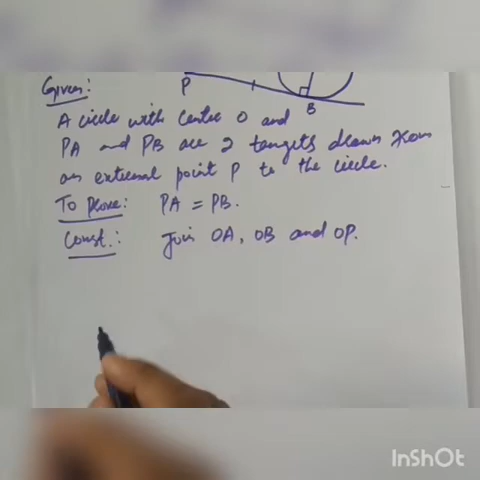 Given:
P
B
A circle with centre O and
PA and PB are 2 tangets drawn from
an external point P to the circle.
To Prove: PA = PB.
Const.: Join OA, OB and OP.
InShOt